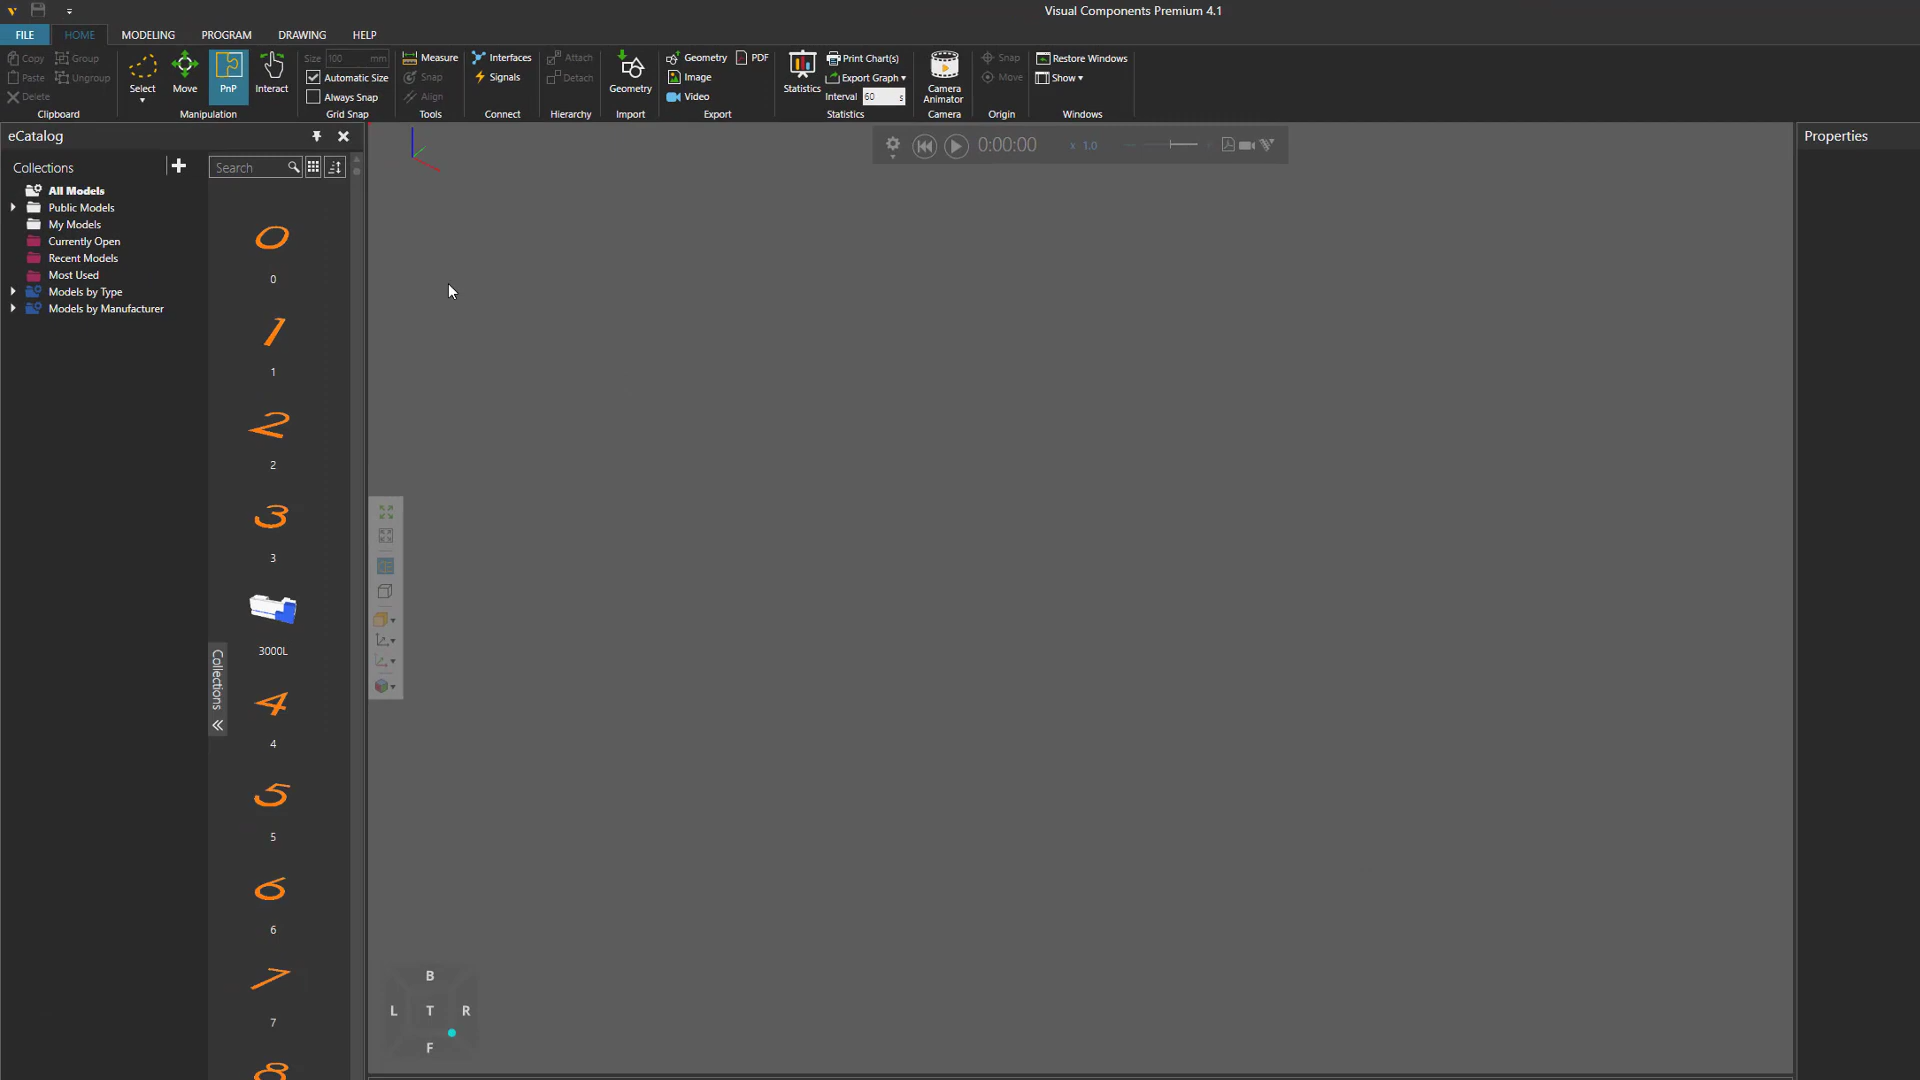 Visual Components Premium 4.1
FILE HOME MODELING PROGRAM DRAWING HELP
Copy
Paste
Delete
Group
Ungroup
Clipboard
Select
Move
PnP
Interact
Manipulation
Size 100 mm
Automatic Size
Always Snap
Grid Snap
Measure
Snap
Align
Tools
Interfaces
Signals
Connect
Attach
Detach
Hierarchy
Geometry
Import
Geometry
Image
Video
PDF
Export
Statistics
Print Chart(s)
Export Graph
Interval 60 s
Statistics
Camera
Animator
Camera
Snap
Move
Origin
Restore Windows
Show
Windows
eCatalog
Collections
All Models
Public Models
My Models
Currently Open
Recent Models
Most Used
Models by Type
Models by Manufacturer
Search
0
0
1
1
2
2
3
3
3000L
4
4
5
5
6
6
7
7
8
Collections
0:00:00 x 1.0
B
L T R
F
Properties